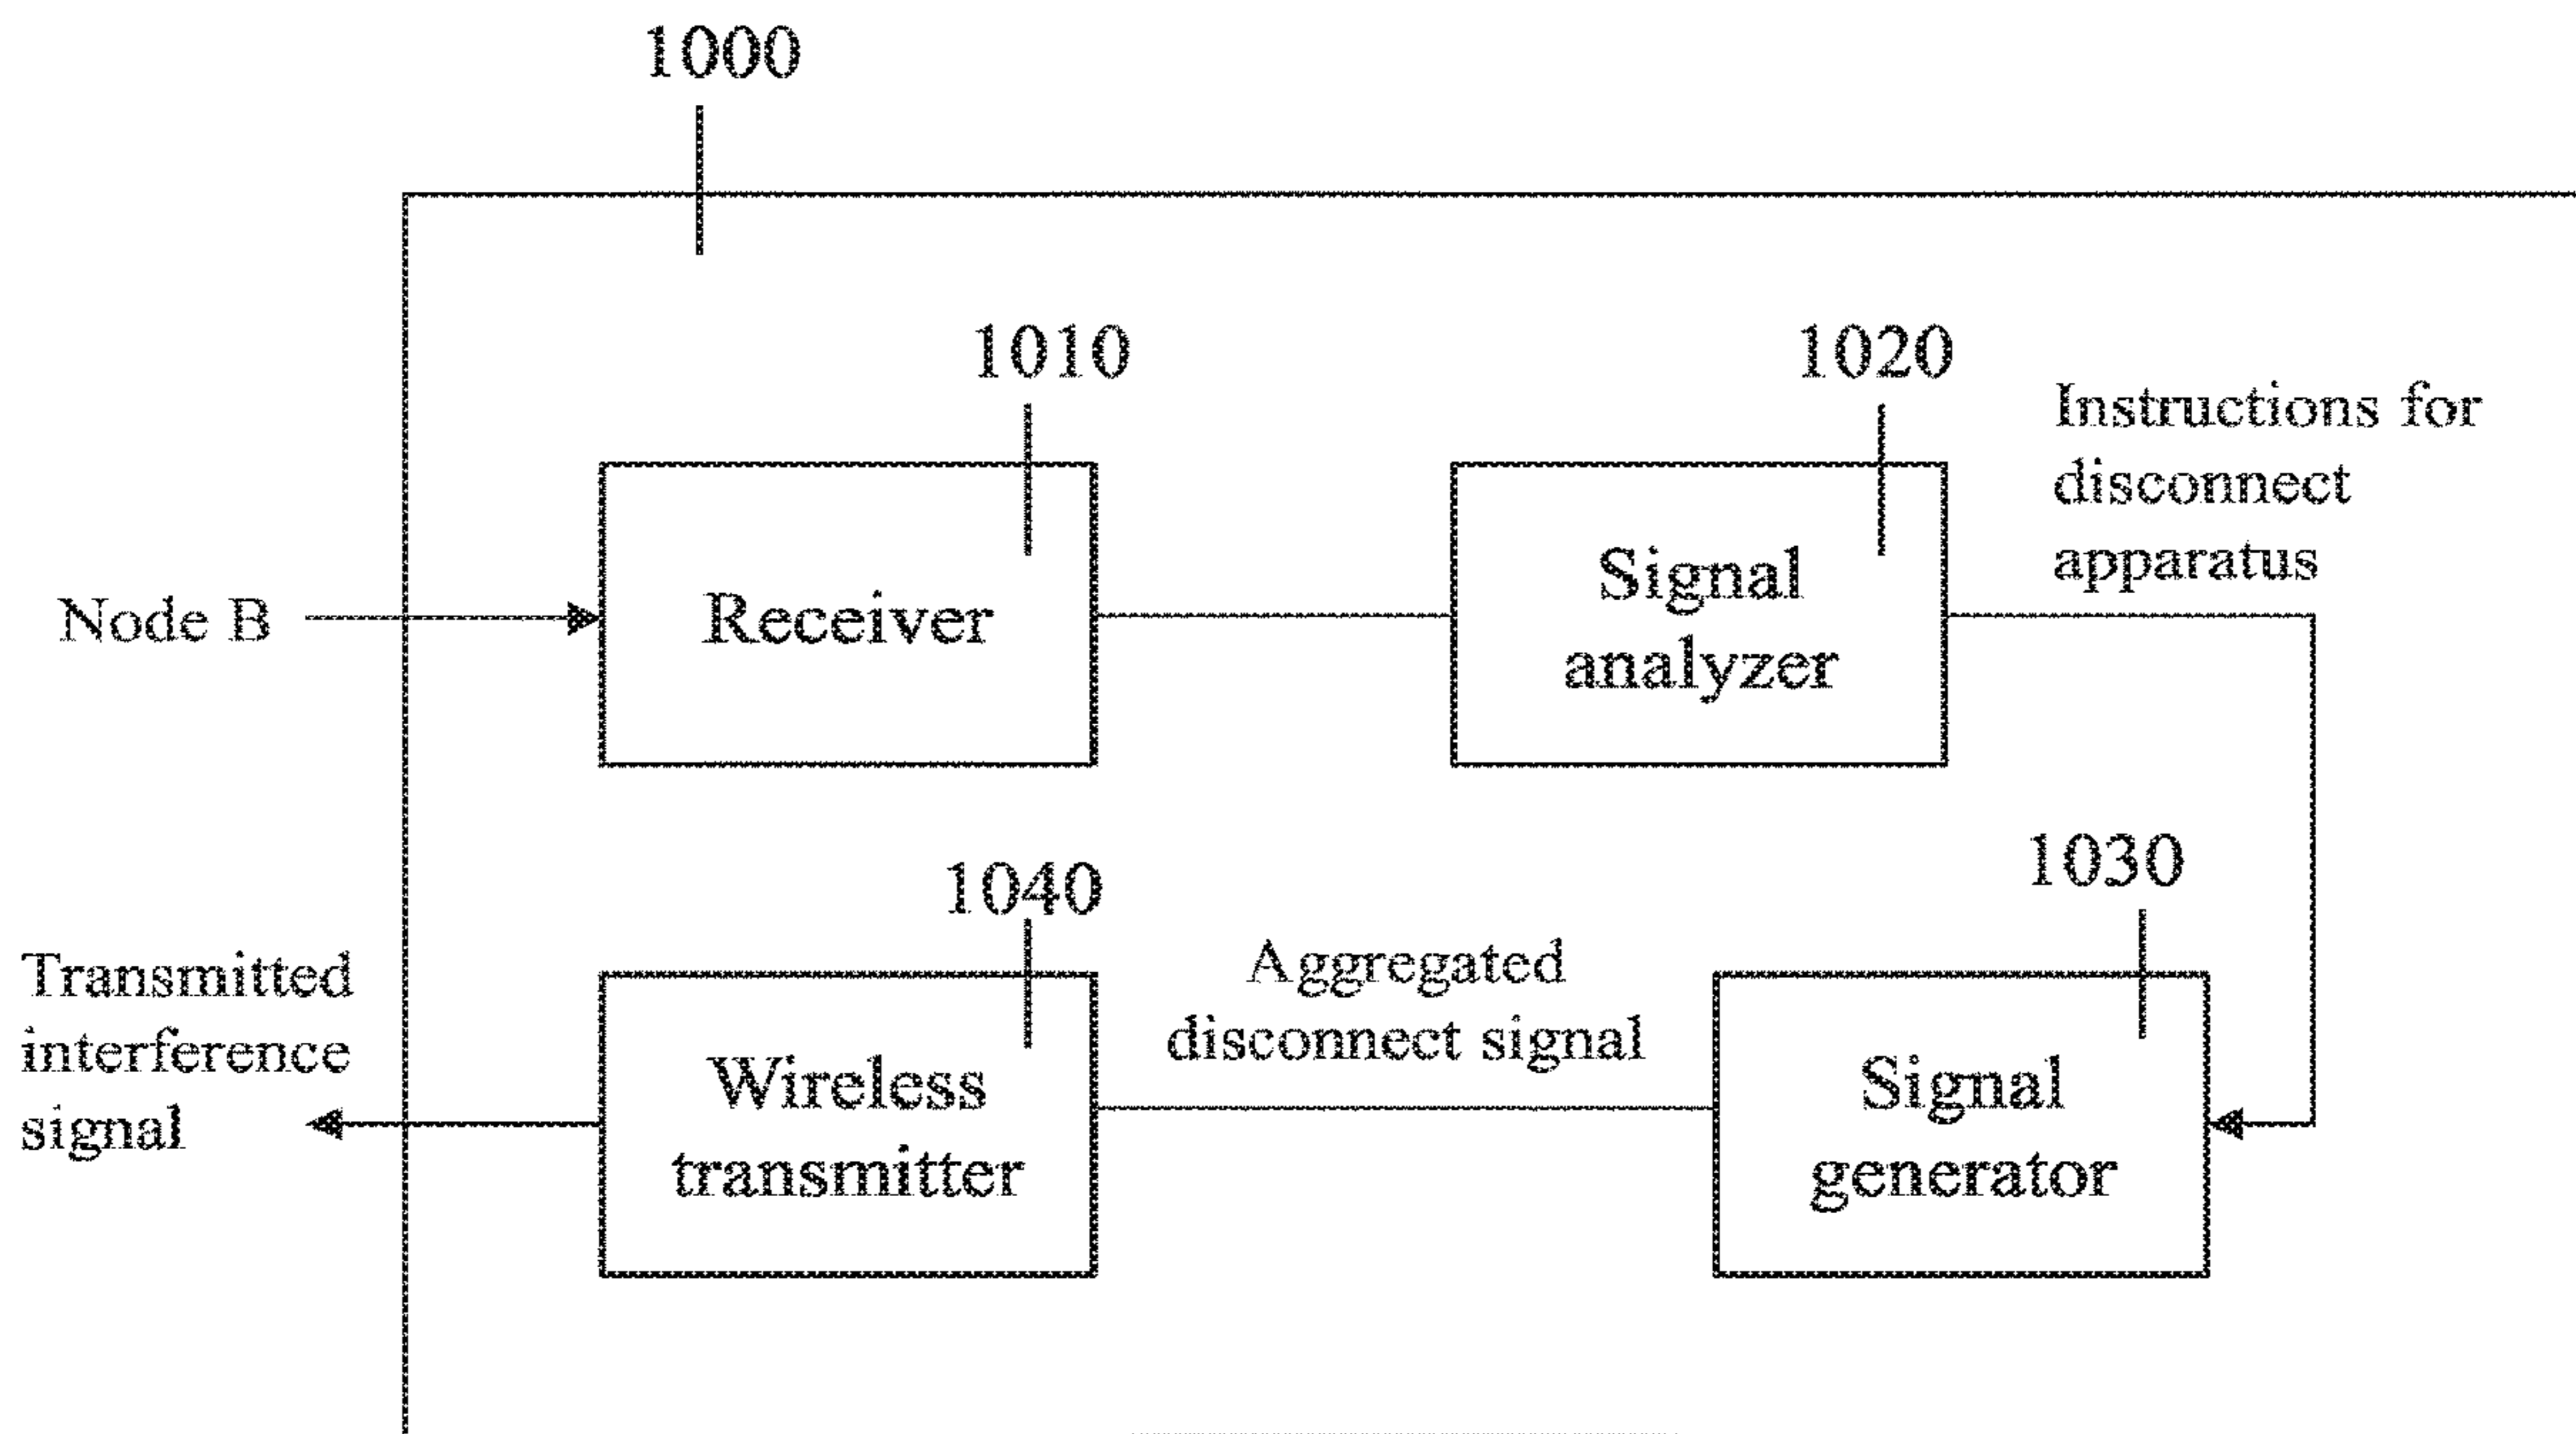 1000
1010
1020
Instructions for
disconnect
apparatus
Node B
Receiver
Signal
analyzer
1040
1030
Transmitted
interference
signal
Aggregated
disconnect signal
Wireless
transmitter
Signal
generator